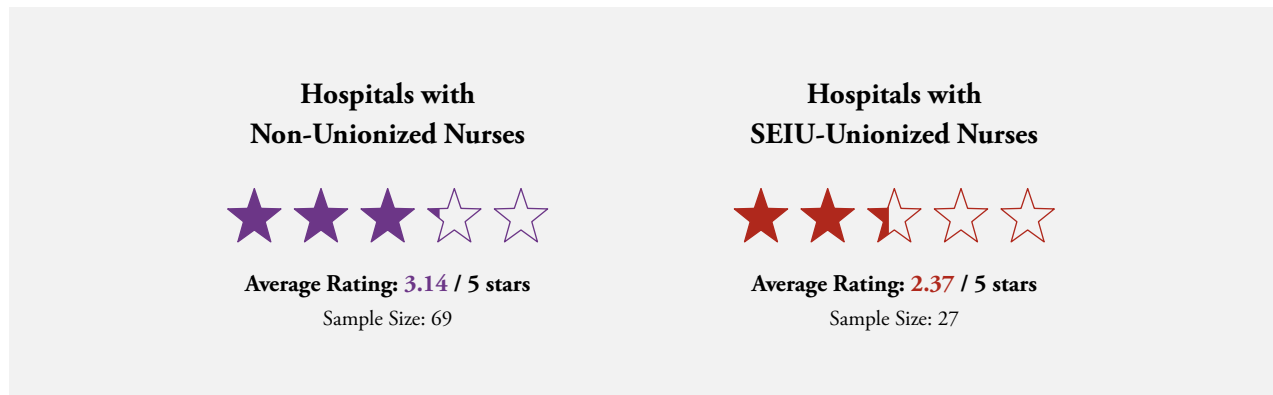 Hospitals with
Non-Unionized Nurses
Average Rating: 3.14 / 5 stars
Sample Size: 69
Hospitals with
SEIU-Unionized Nurses
Average Rating: 2.37 / 5 stars
Sample Size: 27